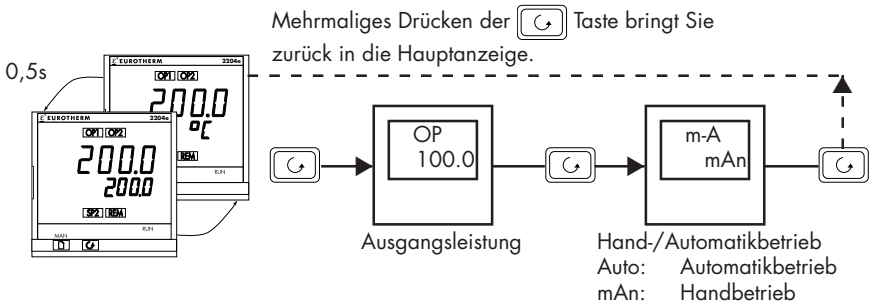 Mehrmaliges Drücken der Taste bringt Sie
zurück in die Hauptanzeige.
0,5s
EUROTHERM 2204e
OP1 OP2
200.0
°C
REM
RUN
EUROTHERM 2204e
OP1 OP2
200.0
200.0
SP2 REM
MAN RUN
OP
100.0
Ausgangsleistung
m-A
mAn
Hand-/Automatikbetrieb
Auto: Automatikbetrieb
mAn: Handbetrieb